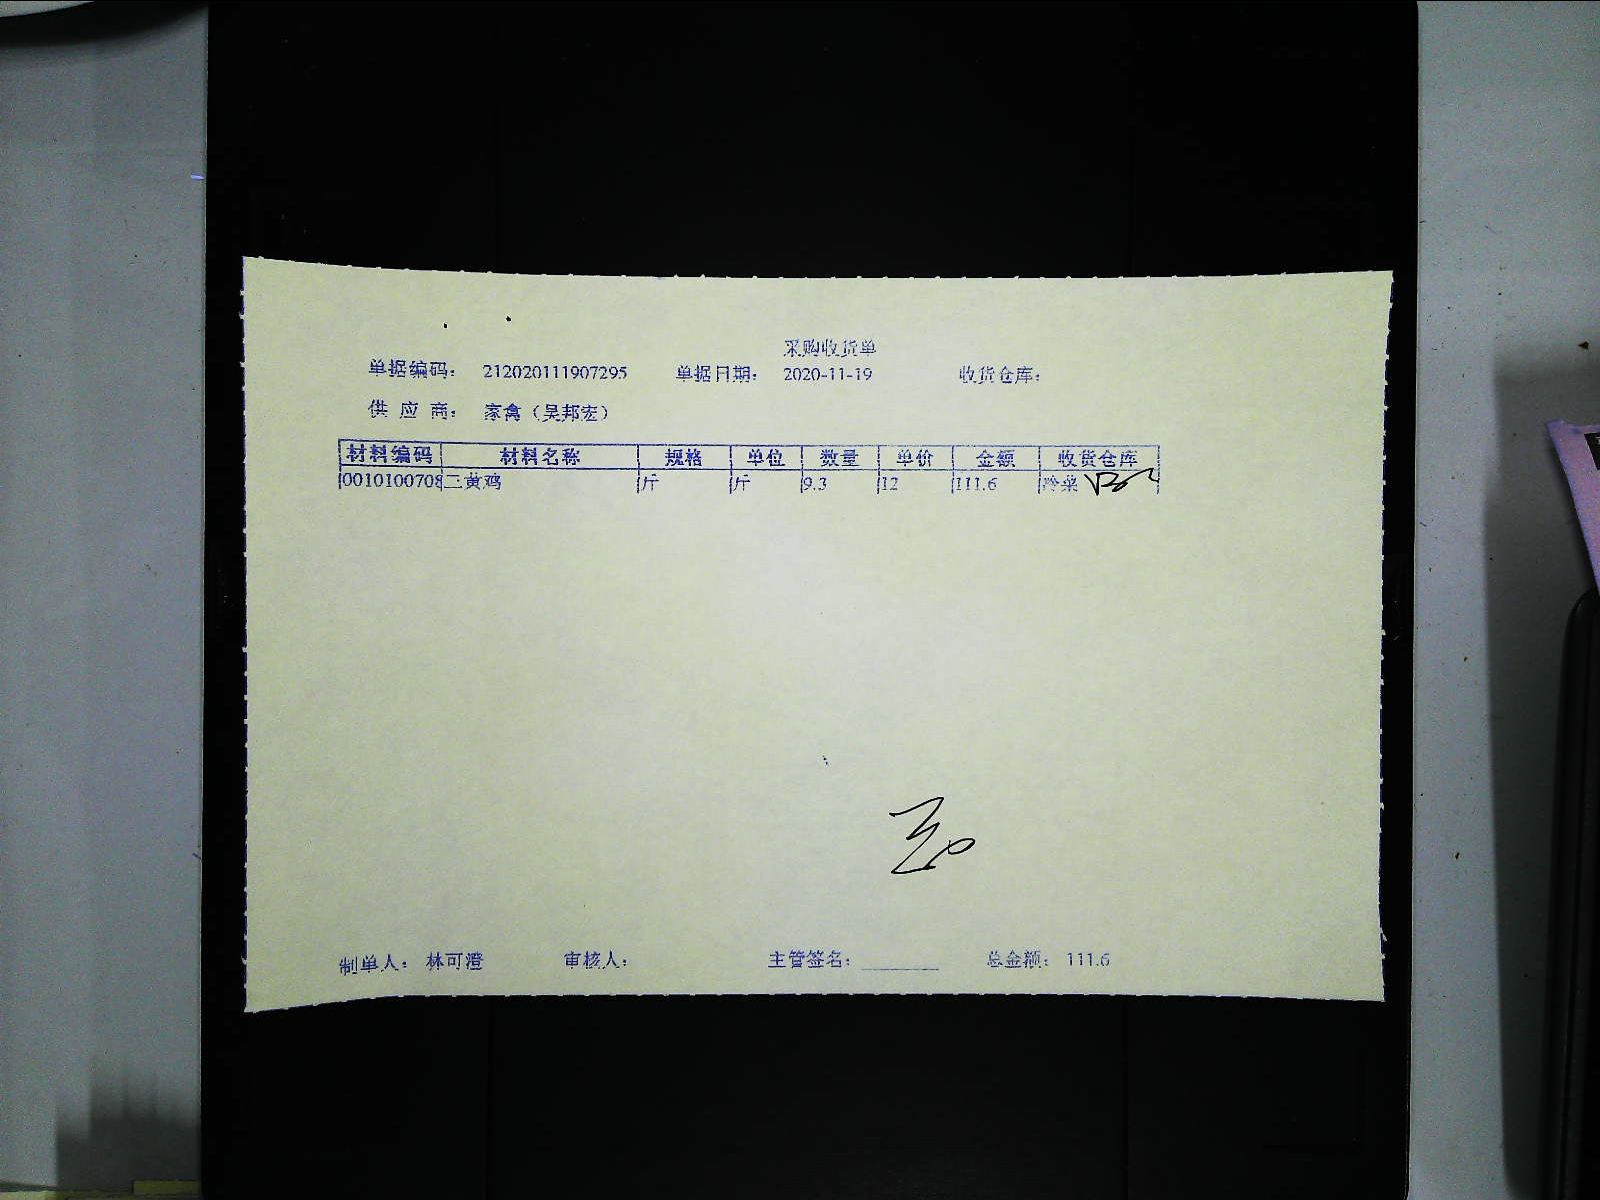 采购收货单
单据编码： 212020111907295 单据日期： 2020-11-19 收货仓库：
供 应 商： 家禽（吴邦宏）
材料编码 材料名称 规格 单位 数量 单价 金额 收货仓库
0010100708 三黄鸡 斤 斤 9.3 12 111.6 冷菜
制单人： 林可澄 审核人： 主管签名： ________ 总金额： 111.6